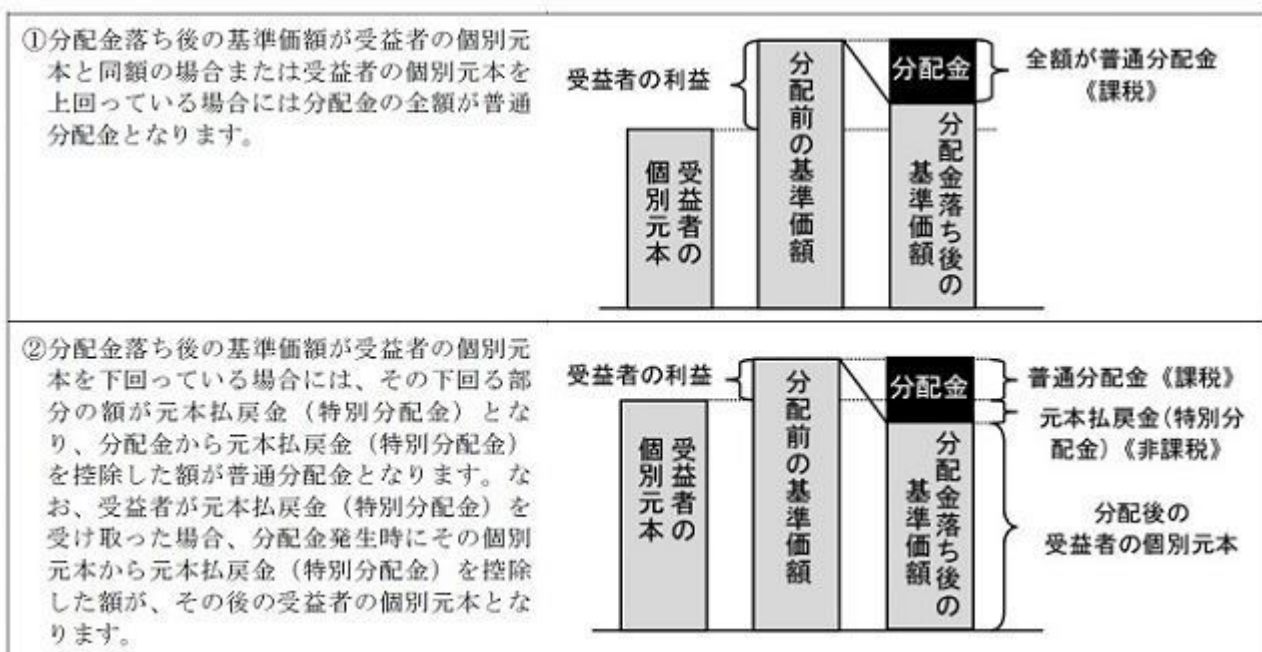 ①分配金落ち後の基準価額が受益者の個別元
本と同額の場合または受益者の個別元本を
上回っている場合には分配金の全額が普通
分配金となります。
受益者の利益
受益者の
個別元本
分配前の基準価額
分配金
分配金落ち後の
基準価額
全額が普通分配金
《課税》
②分配金落ち後の基準価額が受益者の個別元
本を下回っている場合には、その下回る部
分の額が元本払戻金（特別分配金）とな
り、分配金から元本払戻金（特別分配金）
を控除した額が普通分配金となります。な
お、受益者が元本払戻金（特別分配金）を
受け取った場合、分配金発生時にその個別
元本から元本払戻金（特別分配金）を控除
した額が、その後の受益者の個別元本とな
ります。
受益者の利益
受益者の
個別元本
分配前の基準価額
分配金
分配金落ち後の
基準価額
普通分配金《課税》
元本払戻金(特別分
配金)《非課税》
分配後の
受益者の個別元本